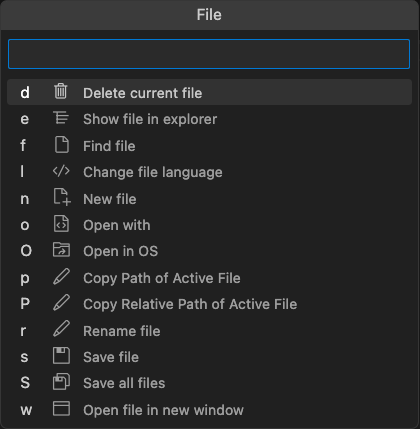 File
d Delete current file
e Show file in explorer
f Find file
l Change file language
n New file
o Open with
O Open in OS
p Copy Path of Active File
P Copy Relative Path of Active File
r Rename file
s Save file
S Save all files
w Open file in new window